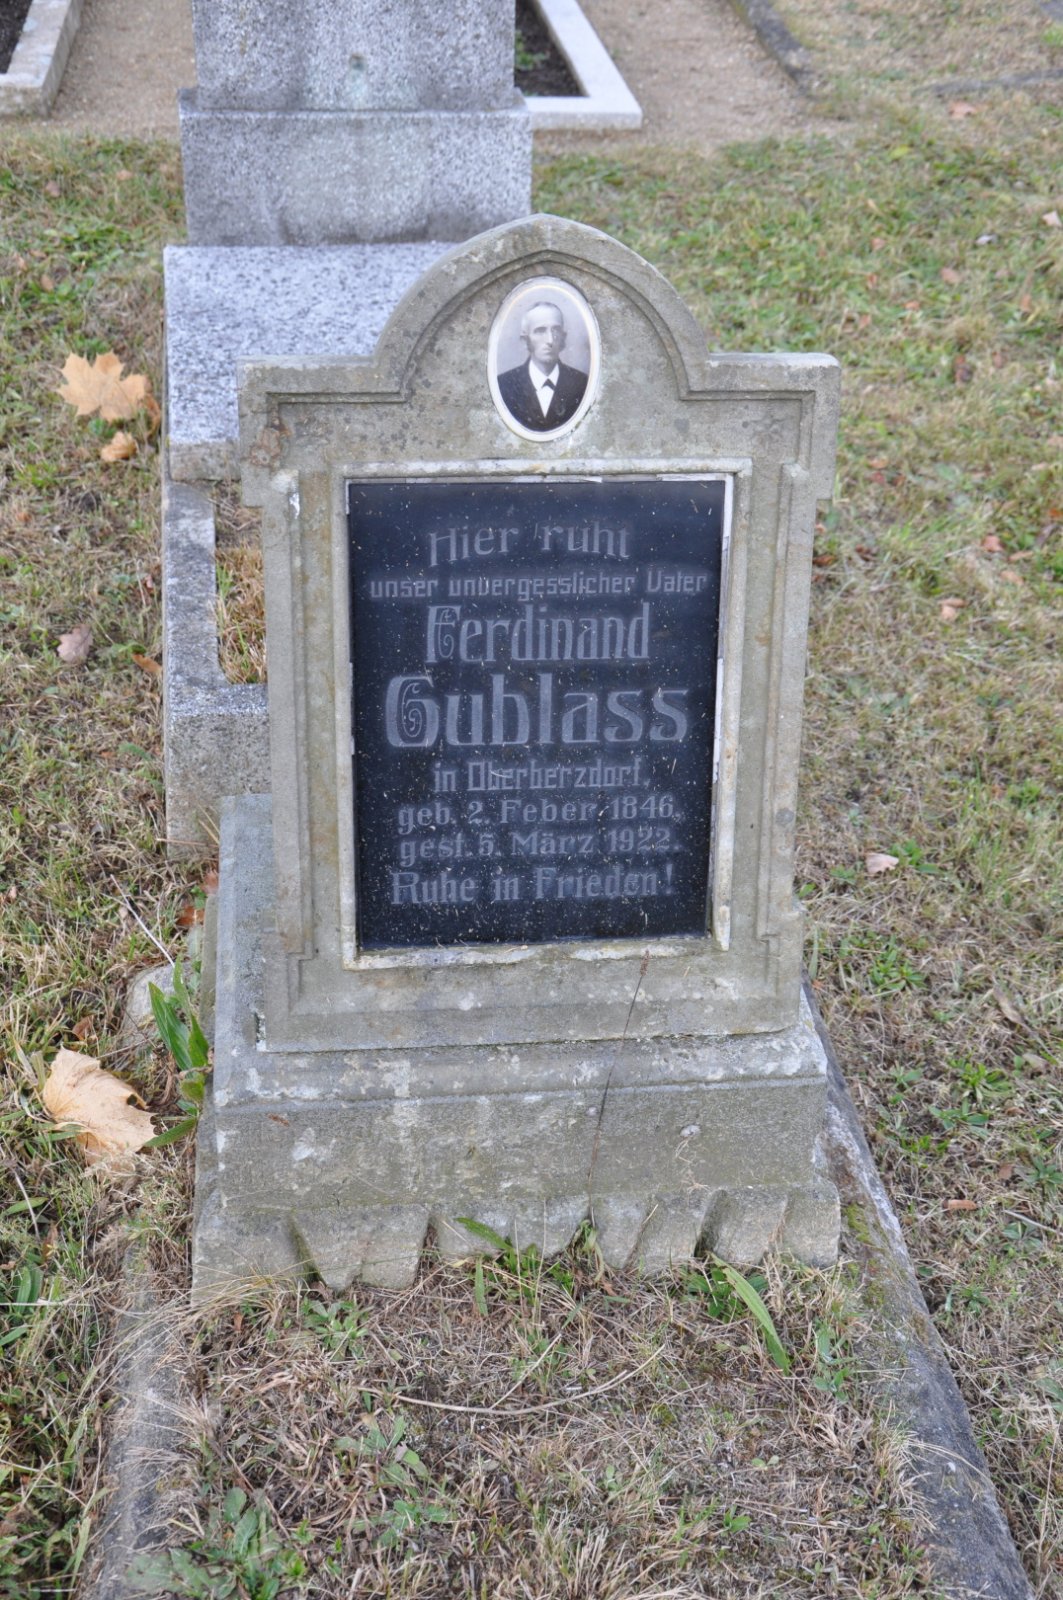 Hier ruht
unser unvergesslicher Vater
Ferdinand
Gublass
in Oberberzdorf,
geb. 2. Feber 1846,
gest. 5. März 1922.
Ruhe in Frieden!